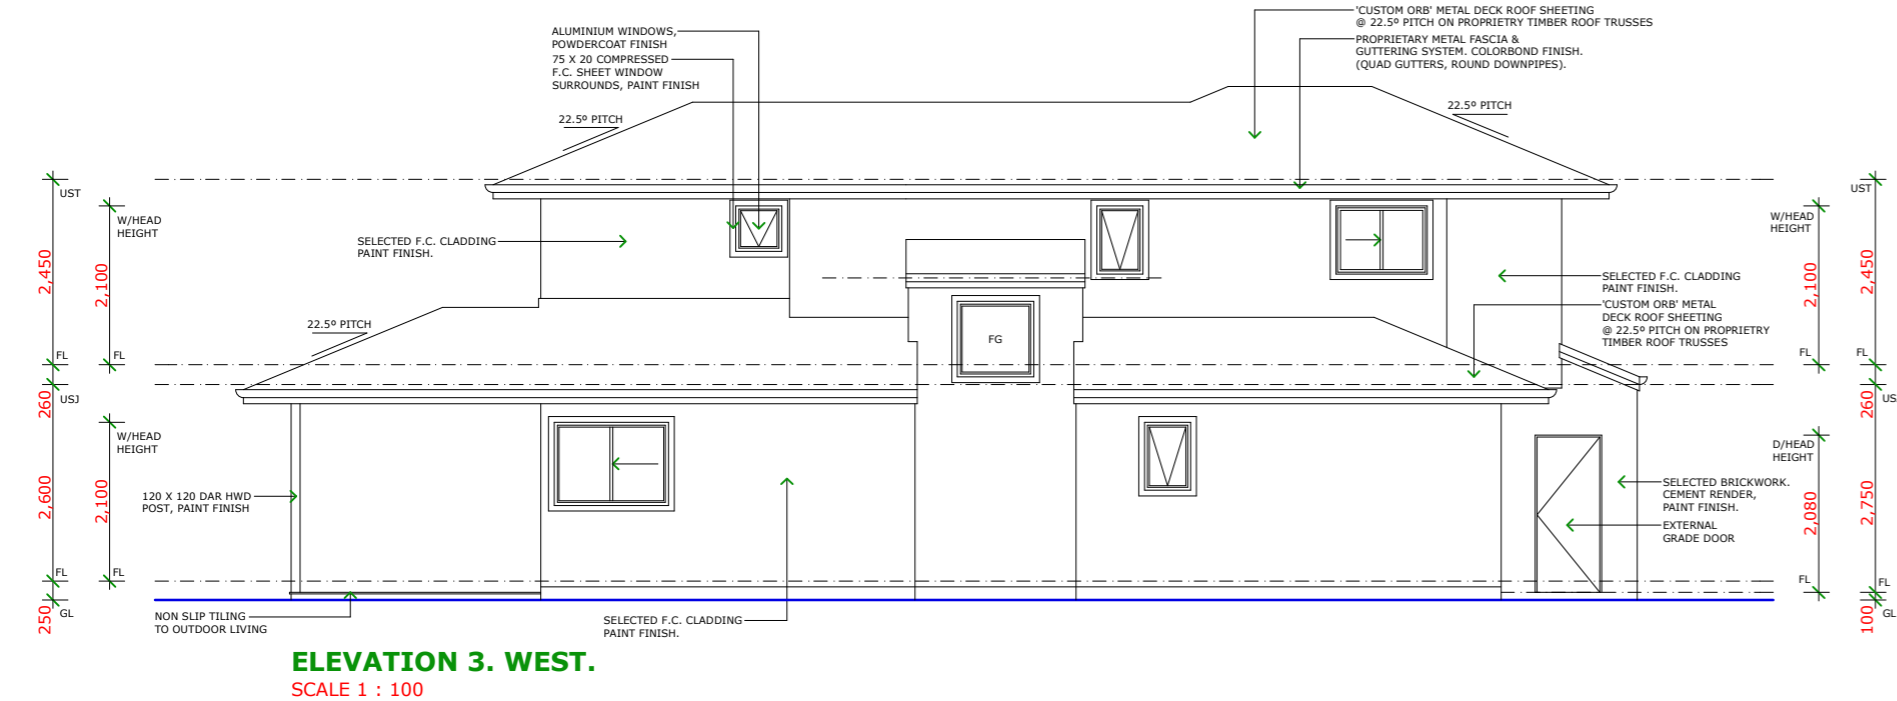 'CUSTOM ORB' METAL DECK ROOF SHEETING
@ 22.5º PITCH ON PROPRIETRY TIMBER ROOF TRUSSES
PROPRIETARY METAL FASCIA &
GUTTERING SYSTEM. COLORBOND FINISH.
(QUAD GUTTERS, ROUND DOWNPIPES).
ALUMINIUM WINDOWS,
POWDERCOAT FINISH
75 X 20 COMPRESSED
F.C. SHEET WINDOW
SURROUNDS, PAINT FINISH
22.5º PITCH
22.5º PITCH
UST
W/HEAD
HEIGHT
2,450
2,100
SELECTED F.C. CLADDING
PAINT FINISH.
UST
W/HEAD
HEIGHT
2,100
2,450
SELECTED F.C. CLADDING
PAINT FINISH.
'CUSTOM ORB' METAL
DECK ROOF SHEETING
@ 22.5º PITCH ON PROPRIETRY
TIMBER ROOF TRUSSES
22.5º PITCH
FG
FL
FL
FL
FL
260
USJ
260
US
W/HEAD
HEIGHT
2,600
2,100
120 X 120 DAR HWD
POST, PAINT FINISH
D/HEAD
HEIGHT
2,080
2,750
SELECTED BRICKWORK.
CEMENT RENDER,
PAINT FINISH.
EXTERNAL
GRADE DOOR
FL
FL
FL
FL
250
GL
100
GL
NON SLIP TILING
TO OUTDOOR LIVING
SELECTED F.C. CLADDING
PAINT FINISH.
ELEVATION 3. WEST.
SCALE 1 : 100